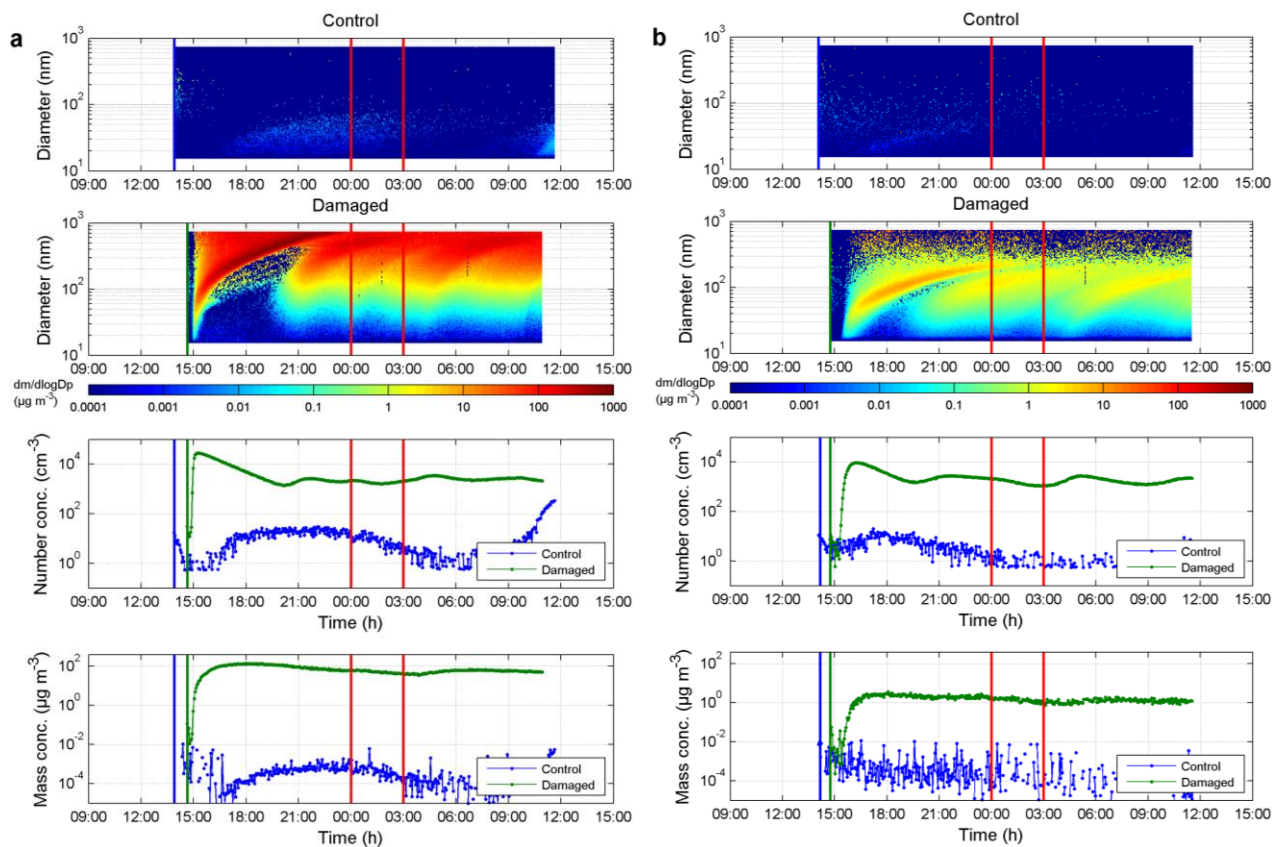 a
Control
Diameter (nm)
10³
10²
10¹
09:00 12:00 15:00 18:00 21:00 00:00 03:00 06:00 09:00 12:00 15:00
Damaged
Diameter (nm)
10³
10²
10¹
09:00 12:00 15:00 18:00 21:00 00:00 03:00 06:00 09:00 12:00 15:00
dm/dlogDp
(µg m⁻³)
0.0001 0.001 0.01 0.1 1 10 100 1000
Number conc. (cm⁻³)
10⁴
10²
10⁰
Control
Damaged
09:00 12:00 15:00 18:00 21:00 00:00 03:00 06:00 09:00 12:00 15:00
Time (h)
Mass conc. (µg m⁻³)
10²
10⁰
10⁻²
10⁻⁴
Control
Damaged
09:00 12:00 15:00 18:00 21:00 00:00 03:00 06:00 09:00 12:00 15:00
Time (h)
b
Control
Diameter (nm)
10³
10²
10¹
09:00 12:00 15:00 18:00 21:00 00:00 03:00 06:00 09:00 12:00 15:00
Damaged
Diameter (nm)
10³
10²
10¹
09:00 12:00 15:00 18:00 21:00 00:00 03:00 06:00 09:00 12:00 15:00
dm/dlogDp
(µg m⁻³)
0.0001 0.001 0.01 0.1 1 10 100 1000
Number conc. (cm⁻³)
10⁴
10²
10⁰
Control
Damaged
09:00 12:00 15:00 18:00 21:00 00:00 03:00 06:00 09:00 12:00 15:00
Time (h)
Mass conc. (µg m⁻³)
10²
10⁰
10⁻²
10⁻⁴
Control
Damaged
09:00 12:00 15:00 18:00 21:00 00:00 03:00 06:00 09:00 12:00 15:00
Time (h)